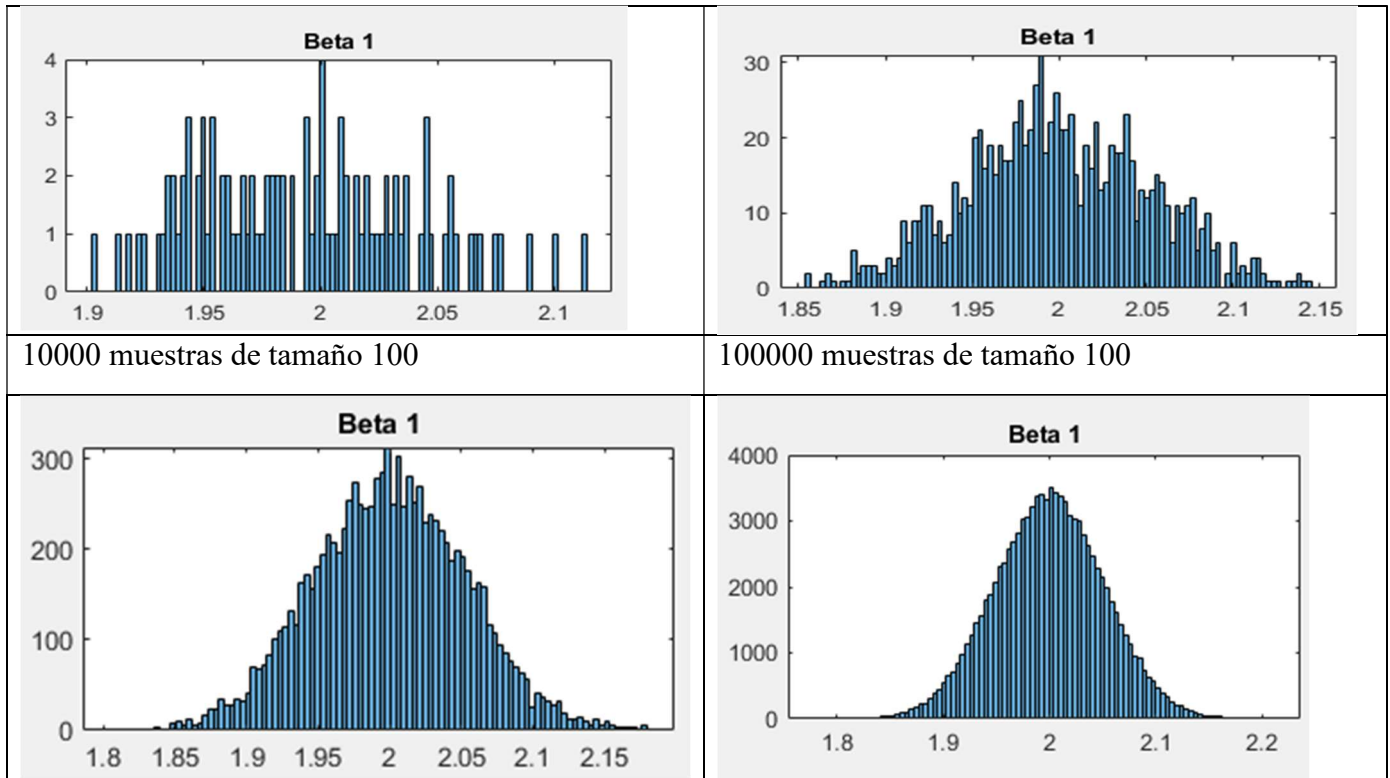 Beta 1
4
3
2
1
0
1.9 1.95 2 2.05 2.1
Beta 1
30
20
10
0
1.85 1.9 1.95 2 2.05 2.1 2.15
10000 muestras de tamaño 100
100000 muestras de tamaño 100
Beta 1
300
200
100
0
1.8 1.85 1.9 1.95 2 2.05 2.1 2.15
Beta 1
4000
3000
2000
1000
0
1.8 1.9 2 2.1 2.2